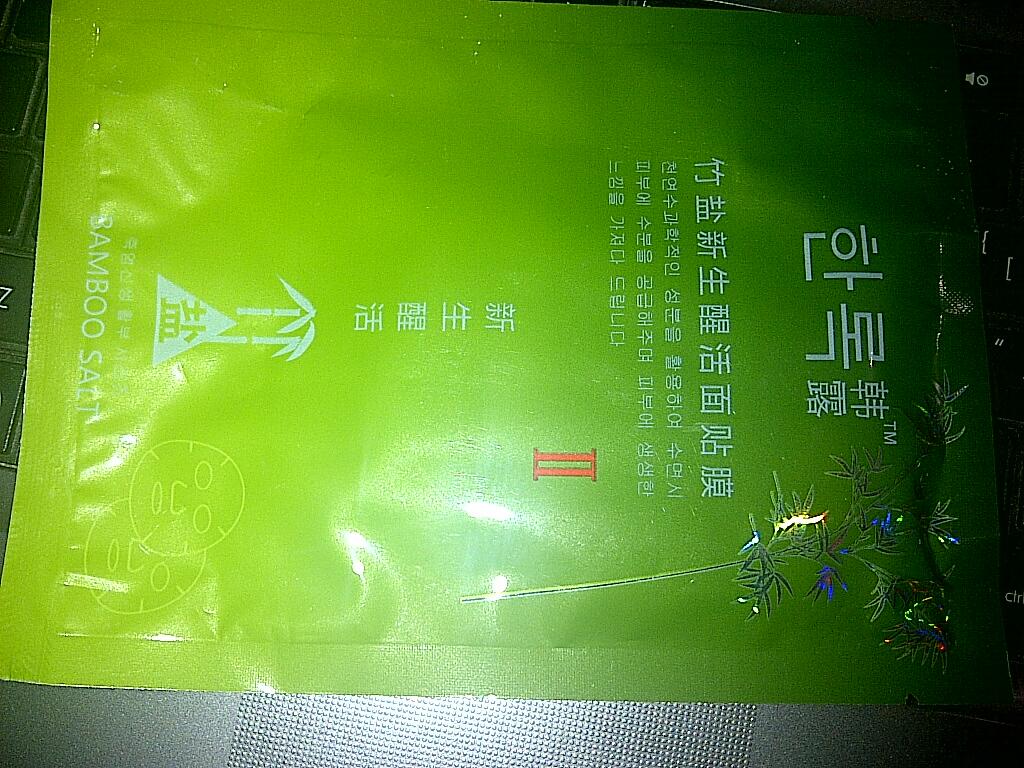 한록 韩露 ™
竹盐新生醒活面贴膜
천연수과학적인 성분을 활용하여 수면시
피부에 수분을 공급해주며 피부에 생생한
느낌을 가져다 드립니다
II
新生醒活
盐
BAMBOO SALT
{
[
"
ctrl
N